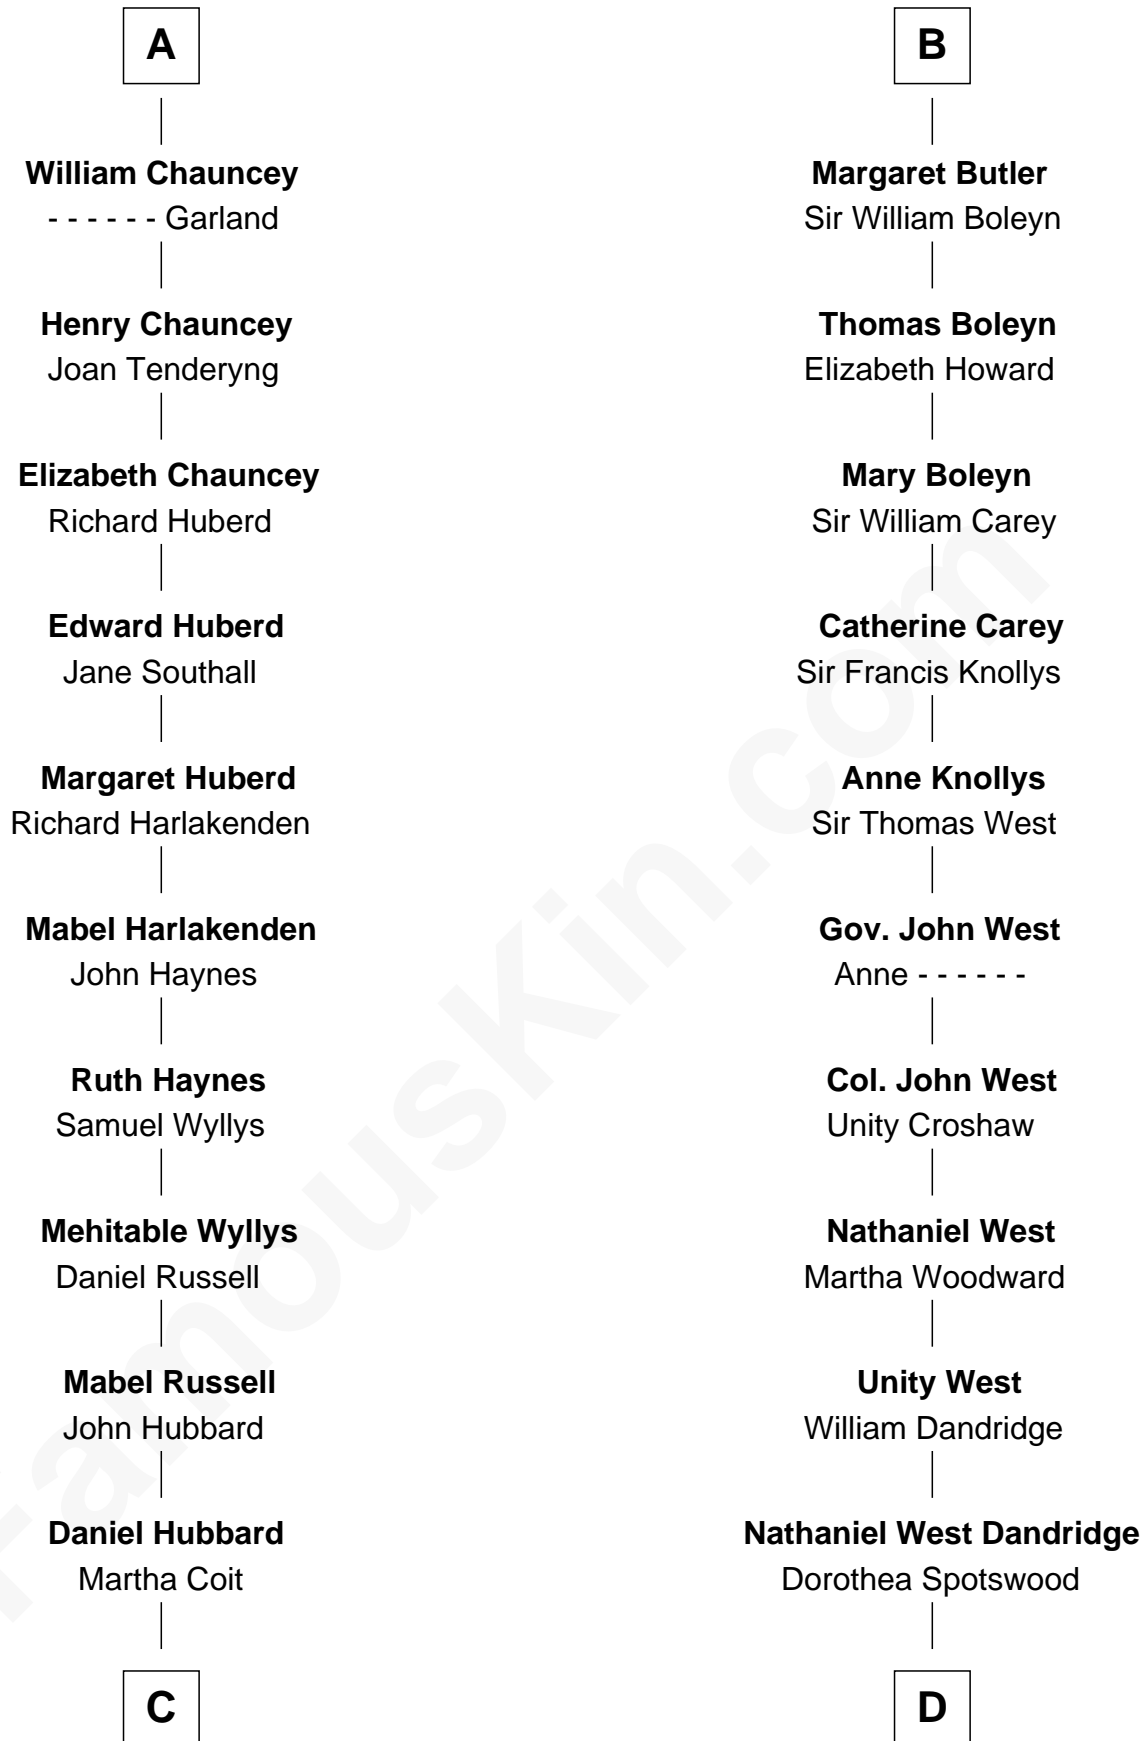 A
William Chauncey
- - - - - - Garland
Henry Chauncey
Joan Tenderyng
Elizabeth Chauncey
Richard Huberd
Edward Huberd
Jane Southall
Margaret Huberd
Richard Harlakenden
Mabel Harlakenden
John Haynes
Ruth Haynes
Samuel Wyllys
Mehitable Wyllys
Daniel Russell
Mabel Russell
John Hubbard
Daniel Hubbard
Martha Coit
C
B
Margaret Butler
Sir William Boleyn
Thomas Boleyn
Elizabeth Howard
Mary Boleyn
Sir William Carey
Catherine Carey
Sir Francis Knollys
Anne Knollys
Sir Thomas West
Gov. John West
Anne - - - - - -
Col. John West
Unity Croshaw
Nathaniel West
Martha Woodward
Unity West
William Dandridge
Nathaniel West Dandridge
Dorothea Spotswood
D
FamousKin.com